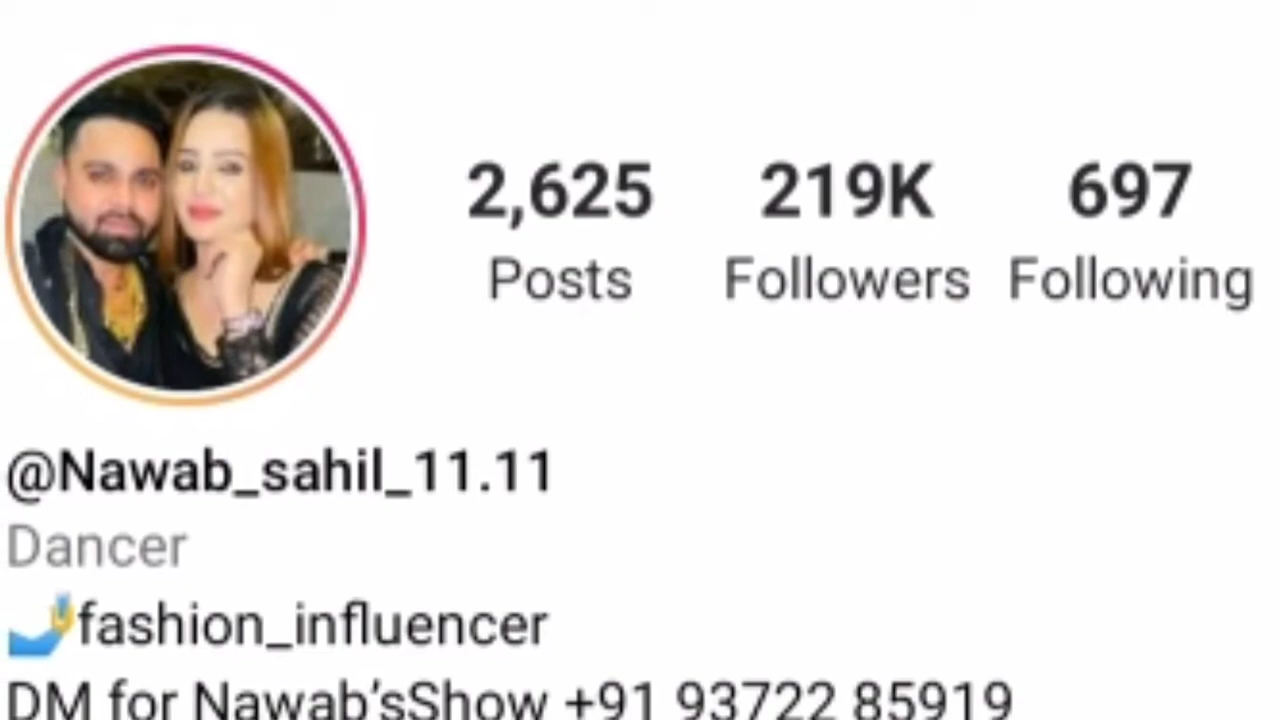 2,625 219K 697
Posts Followers Following
@Nawab_sahil_11.11
Dancer
fashion_influencer
DM for Nawab'sShow +91 93722 85919